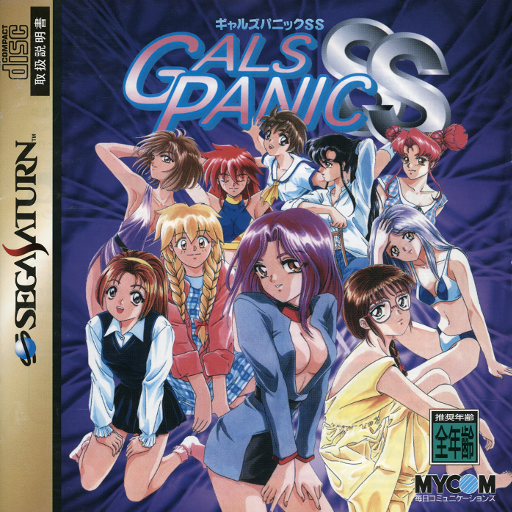 COMPACT
disc
取扱説明書
SEGA SATURN™
ギャルズパニックSS
GALS
PANIC
SS
推奨年齢
全年齢
MYCOM
毎日コミュニケーションズ